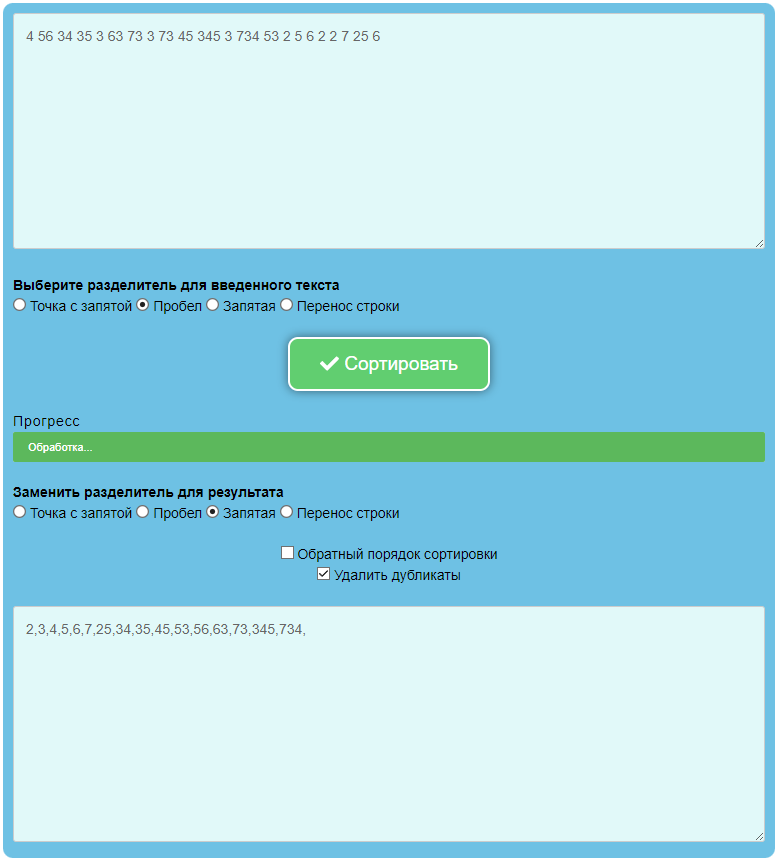 4 56 34 35 3 63 73 3 73 45 345 3 734 53 2 5 6 2 2 7 25 6
Выберите разделитель для введенного текста
Точка с запятой Пробел Запятая Перенос строки
Сортировать
Прогресс
Обработка...
Заменить разделитель для результата
Точка с запятой Пробел Запятая Перенос строки
Обратный порядок сортировки
Удалить дубликаты
2,3,4,5,6,7,25,34,35,45,53,56,63,73,345,734,